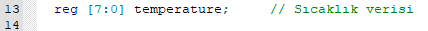 13 reg [7:0] temperature; // Sıcaklık verisi
14